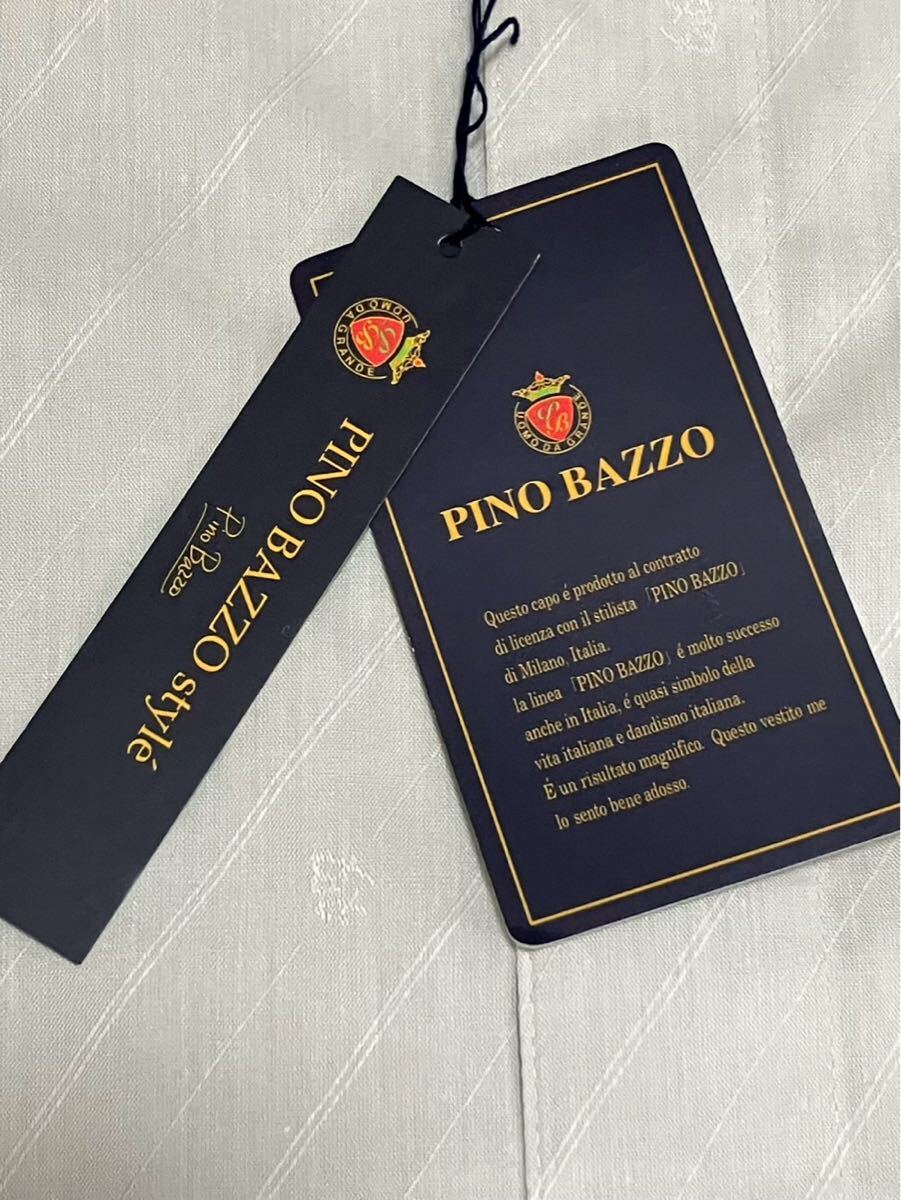 UOMO DA GRANDE
PINO BAZZO stylé
Pino Bazzo
UOMO DA GRANDE
PINO BAZZO
Questo capo é prodotto al contratto
di licenza con il stilista「PINO BAZZO」
di Milano, Italia.
la linea「PINO BAZZO」é molto successo
anche in Italia, é quasi simbolo della
vita italiana e dandismo italiana.
É un risultato magnifico. Questo vestito me
lo sento bene adosso.